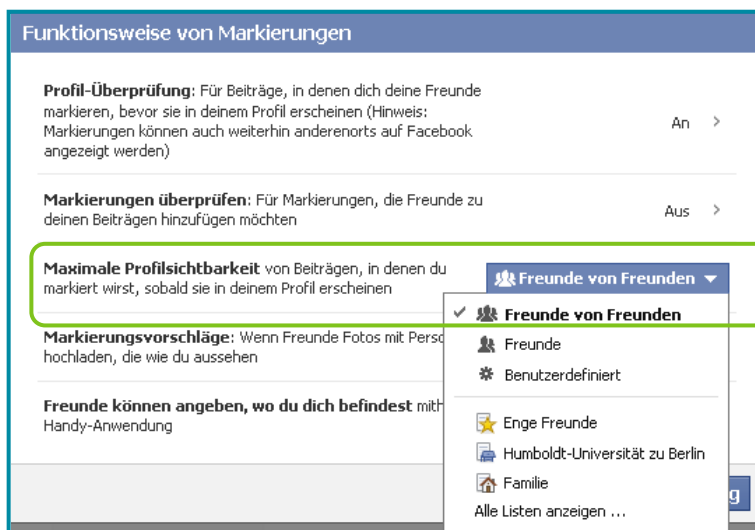 Funktionsweise von Markierungen
Profil-Überprüfung: Für Beiträge, in denen dich deine Freunde
markieren, bevor sie in deinem Profil erscheinen (Hinweis:
Markierungen können auch weiterhin anderenorts auf Facebook
angezeigt werden)
An
Markierungen überprüfen: Für Markierungen, die Freunde zu
deinen Beiträgen hinzufügen möchten
Aus
Maximale Profilsichtbarkeit von Beiträgen, in denen du
markiert wirst, sobald sie in deinem Profil erscheinen
Freunde von Freunden
Freunde von Freunden
Freunde
Benutzerdefiniert
Enge Freunde
Humboldt-Universität zu Berlin
Familie
Alle Listen anzeigen ...
Markierungsvorschläge: Wenn Freunde Fotos mit
hochladen, die wie du aussehen
Freunde können angeben, wo du dich befindest
Handy-Anwendung